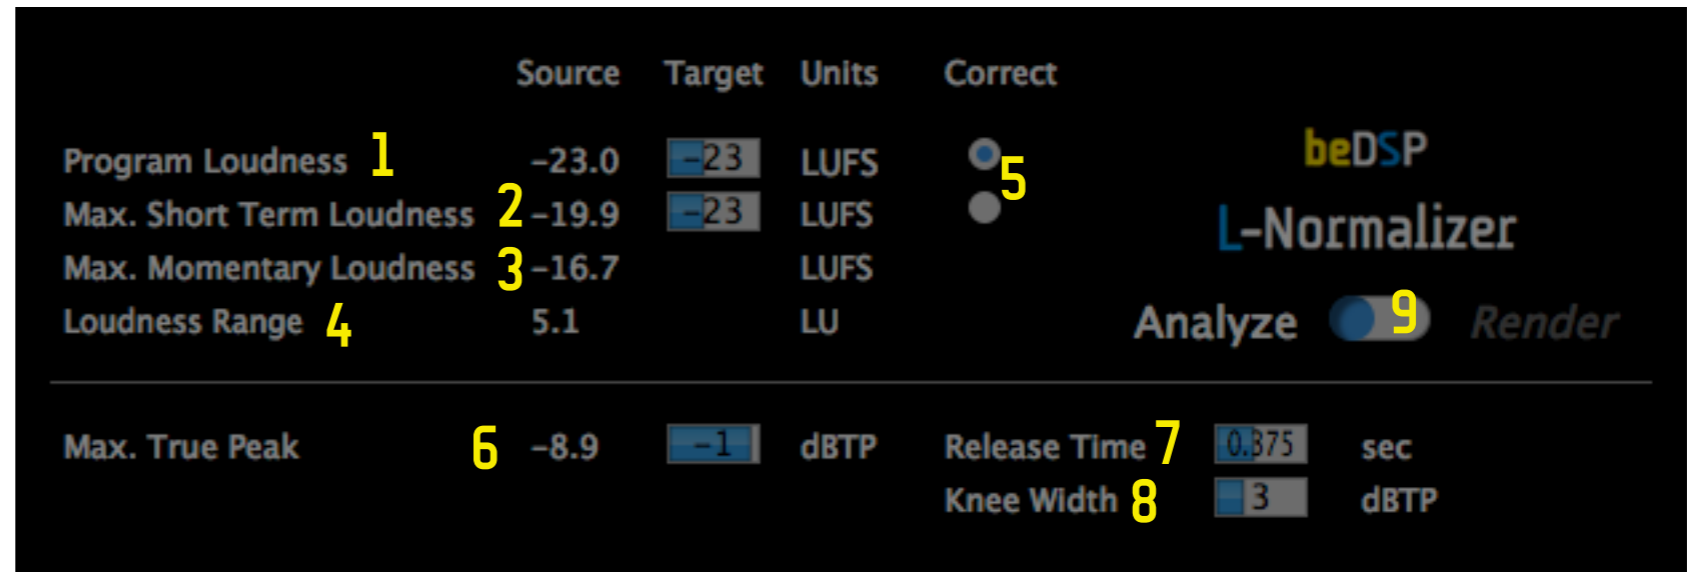 Source Target Units Correct
Program Loudness 1 -23.0 -23 LUFS 5
Max. Short Term Loudness 2 -19.9 -23 LUFS
Max. Momentary Loudness 3 -16.7 LUFS
Loudness Range 4 5.1 LU
beDSP
L-Normalizer
Analyze 9 Render
Max. True Peak 6 -8.9 -1 dBTP Release Time 7 0.375 sec
Knee Width 8 3 dBTP